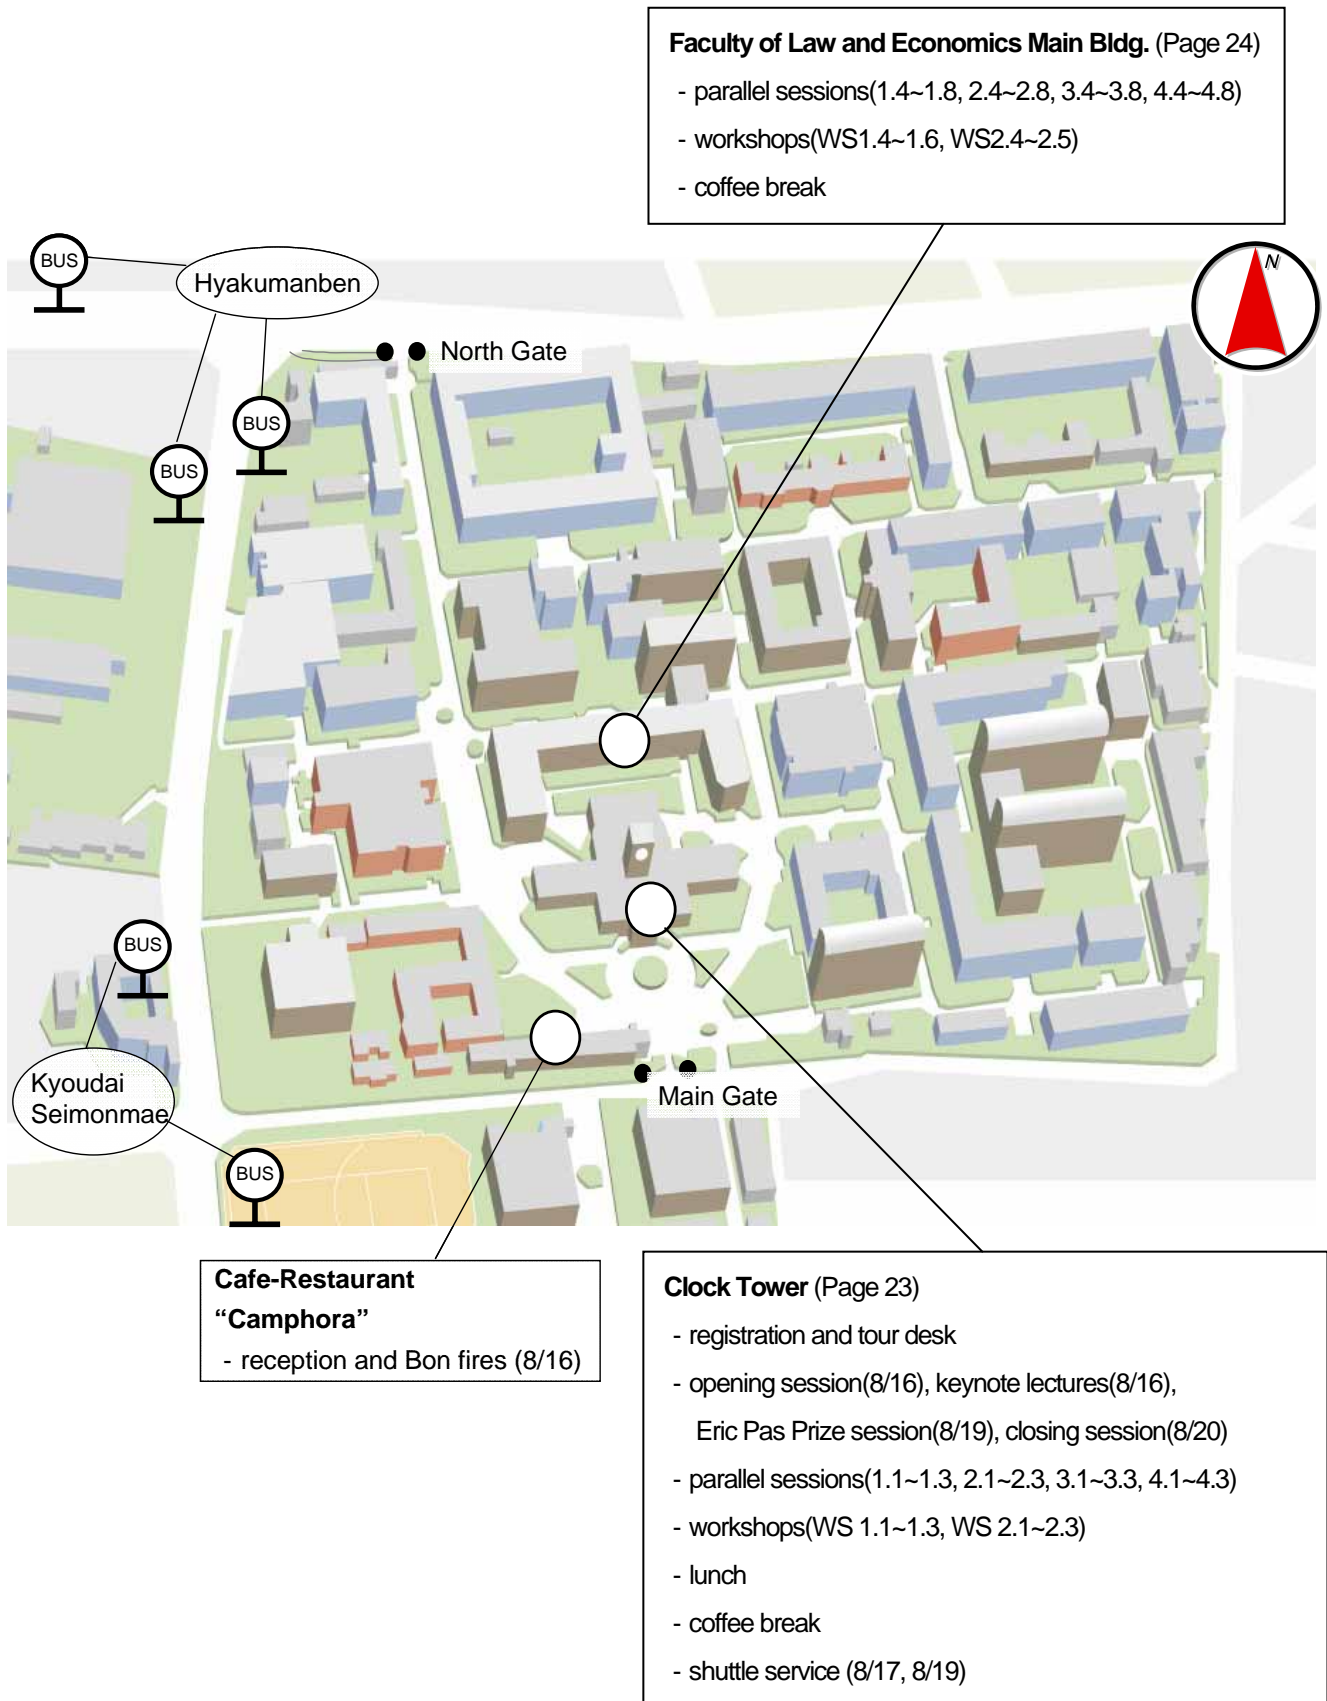 Faculty of Law and Economics Main Bldg. (Page 24)
- parallel sessions(1.4~1.8, 2.4~2.8, 3.4~3.8, 4.4~4.8)
- workshops(WS1.4~1.6, WS2.4~2.5)
- coffee break
BUS
Hyakumanben
N
North Gate
BUS
BUS
BUS
Kyoudai
Seimonmae
Main Gate
BUS
Cafe-Restaurant
“Camphora”
- reception and Bon fires (8/16)
Clock Tower (Page 23)
- registration and tour desk
- opening session(8/16), keynote lectures(8/16),
Eric Pas Prize session(8/19), closing session(8/20)
- parallel sessions(1.1~1.3, 2.1~2.3, 3.1~3.3, 4.1~4.3)
- workshops(WS 1.1~1.3, WS 2.1~2.3)
- lunch
- coffee break
- shuttle service (8/17, 8/19)